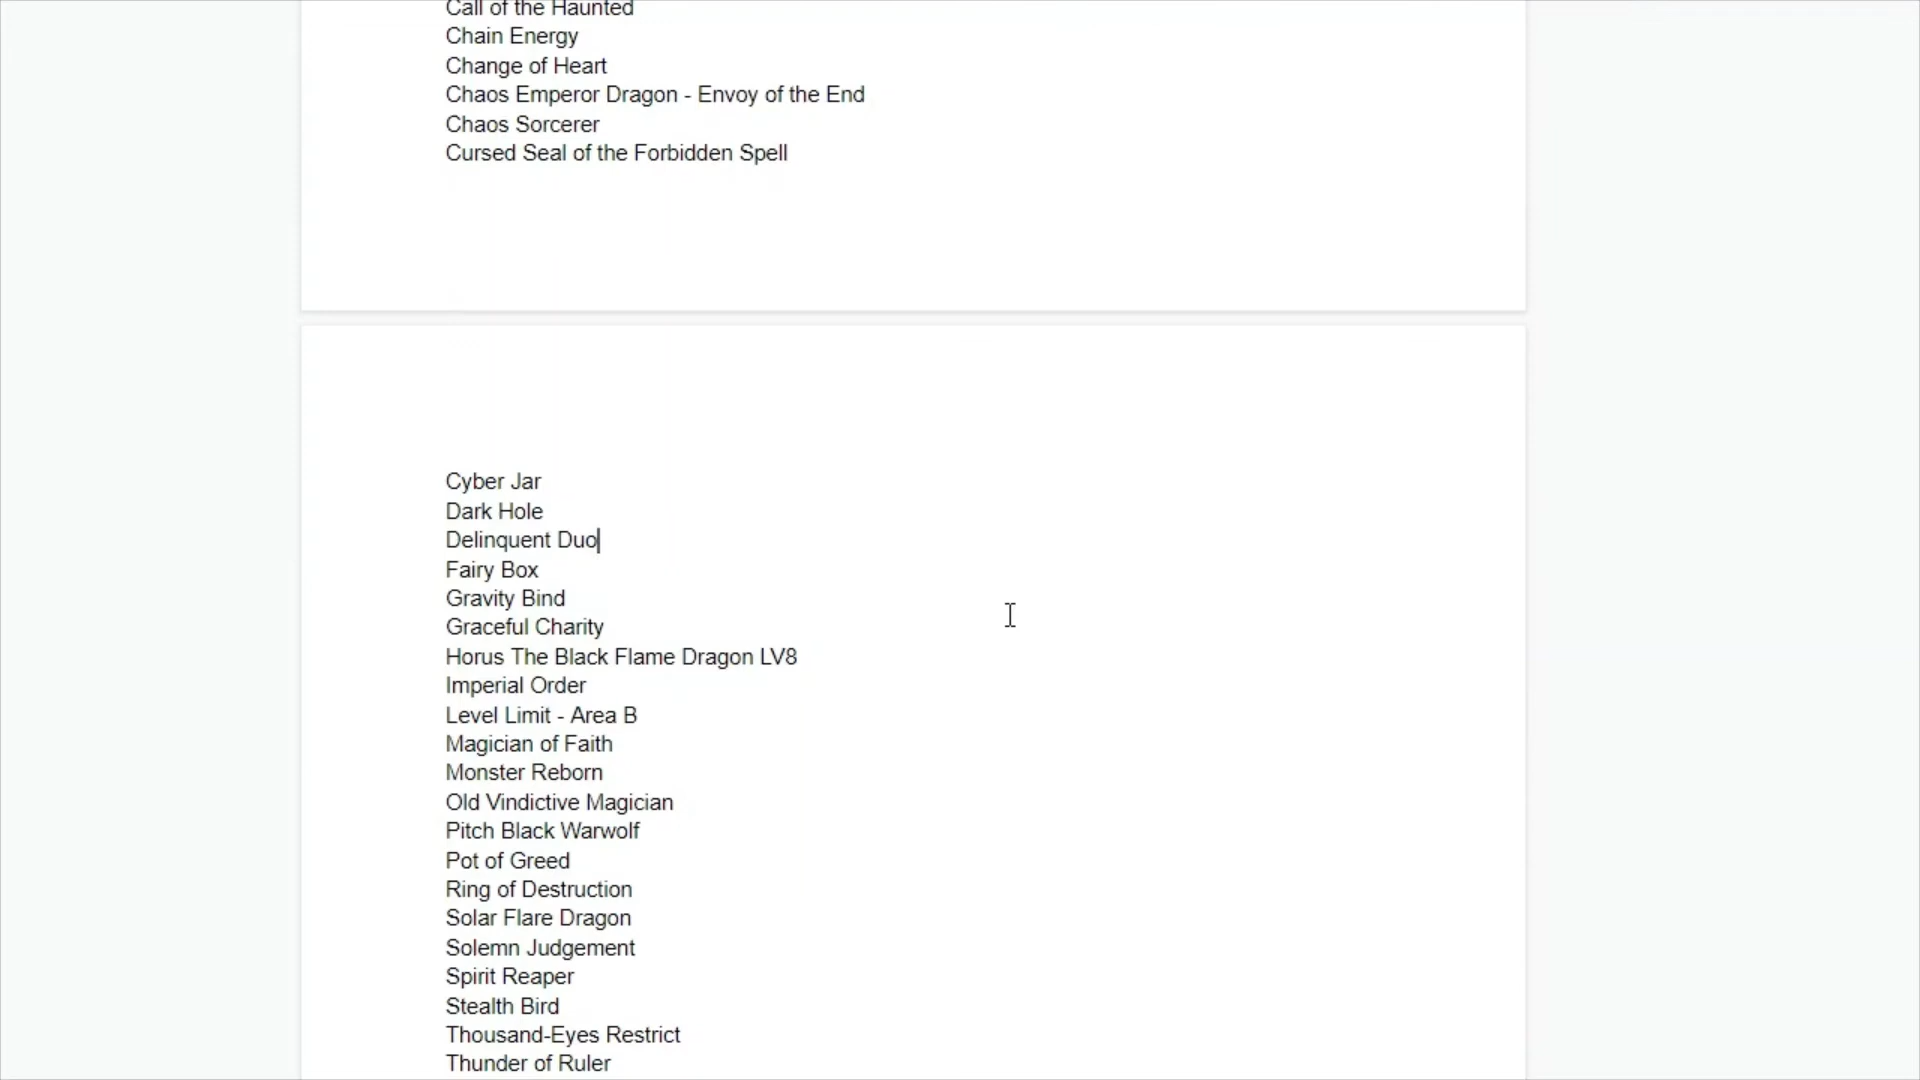 Call of the Haunted
Chain Energy
Change of Heart
Chaos Emperor Dragon - Envoy of the End
Chaos Sorcerer
Cursed Seal of the Forbidden Spell
Cyber Jar
Dark Hole
Delinquent Duo
Fairy Box
Gravity Bind
Graceful Charity
Horus The Black Flame Dragon LV8
Imperial Order
Level Limit - Area B
Magician of Faith
Monster Reborn
Old Vindictive Magician
Pitch Black Warwolf
Pot of Greed
Ring of Destruction
Solar Flare Dragon
Solemn Judgement
Spirit Reaper
Stealth Bird
Thousand-Eyes Restrict
Thunder of Ruler